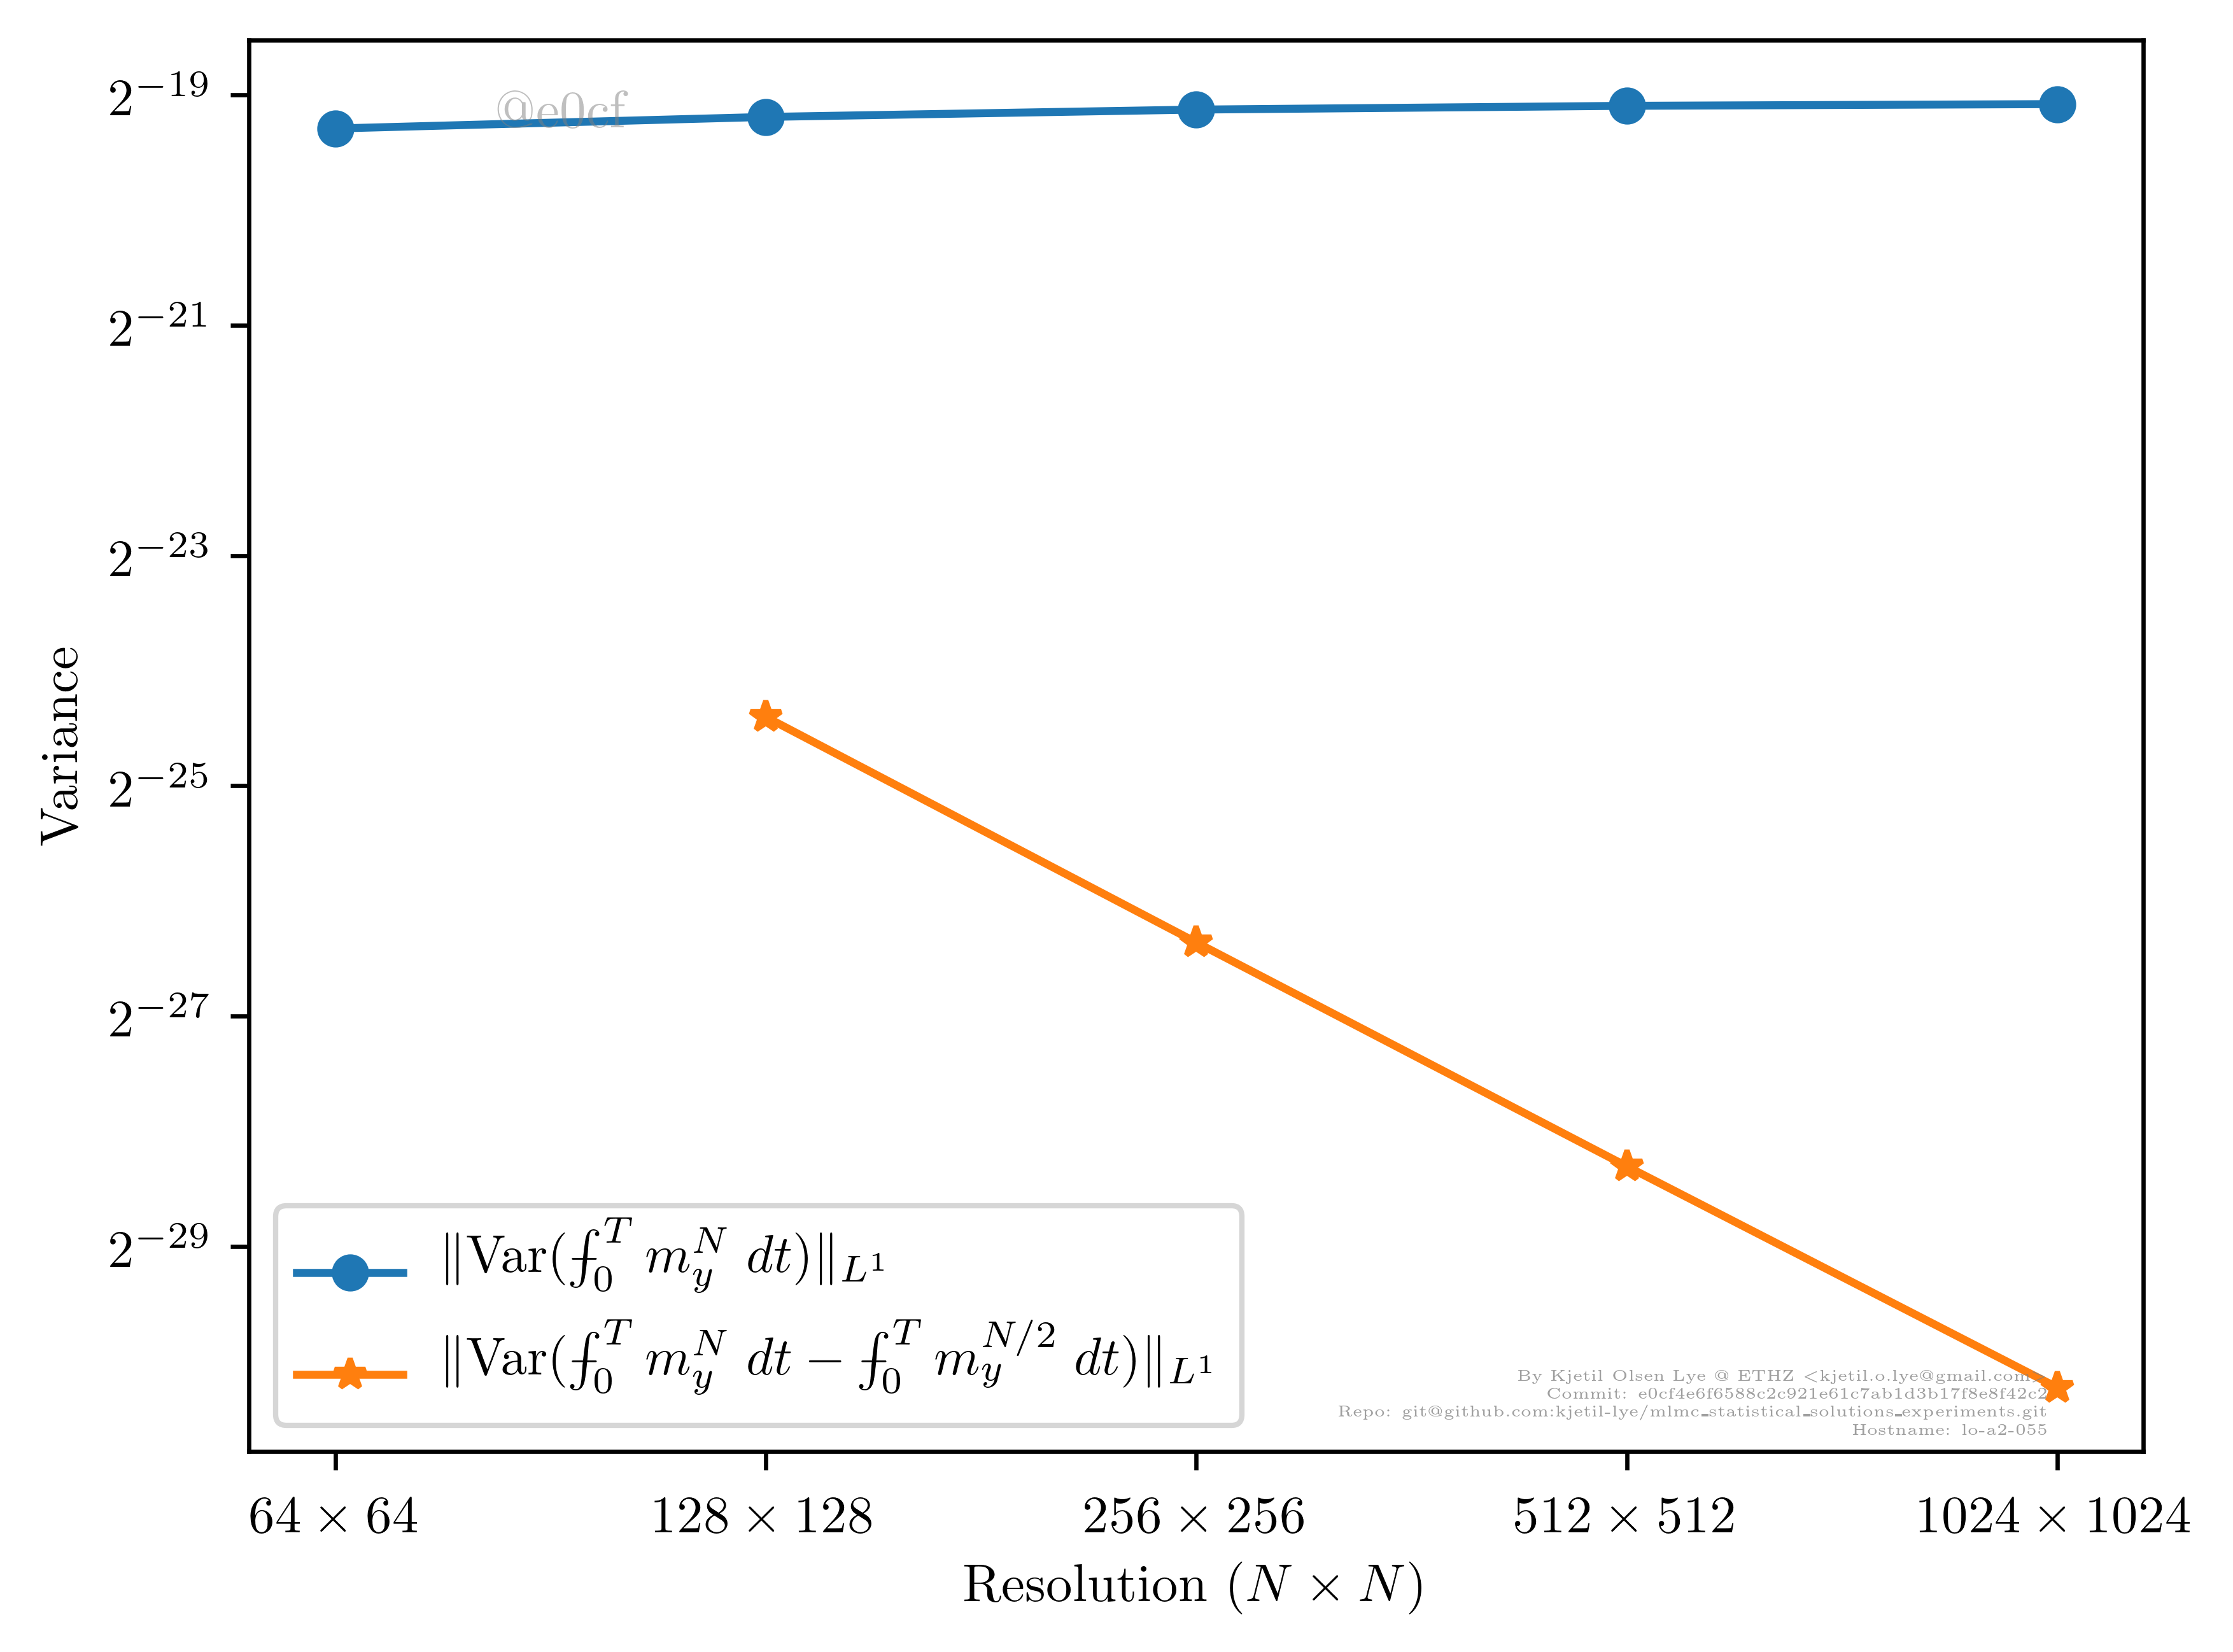 @e0cf
2^{-19}
2^{-21}
2^{-23}
2^{-25}
2^{-27}
2^{-29}
Variance
‖Var(⨍_0^T m_y^N dt)‖_{L^1}
‖Var(⨍_0^T m_y^N dt − ⨍_0^T m_y^{N/2} dt)‖_{L^1}
By Kjetil Olsen Lye @ ETHZ <kjetil.o.lye@gmail.com>
Commit: e0cf4e6f6588c2c921e61c7ab1d3b17f8e8f42c2
Repo: git@github.com:kjetil-lye/mlmc_statistical_solutions_experiments.git
Hostname: lo-a2-055
64 × 64
128 × 128
256 × 256
512 × 512
1024 × 1024
Resolution (N × N)